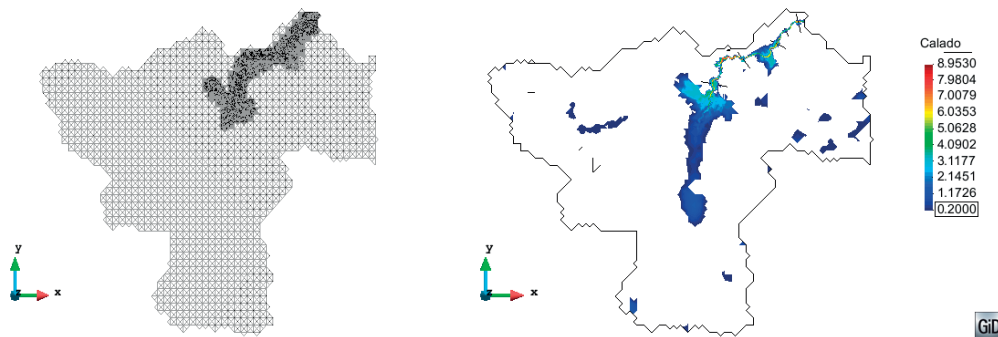 Calado
8.9530
7.9804
7.0079
6.0353
5.0628
4.0902
3.1177
2.1451
1.1726
0.2000
y
x
y
x
GiD